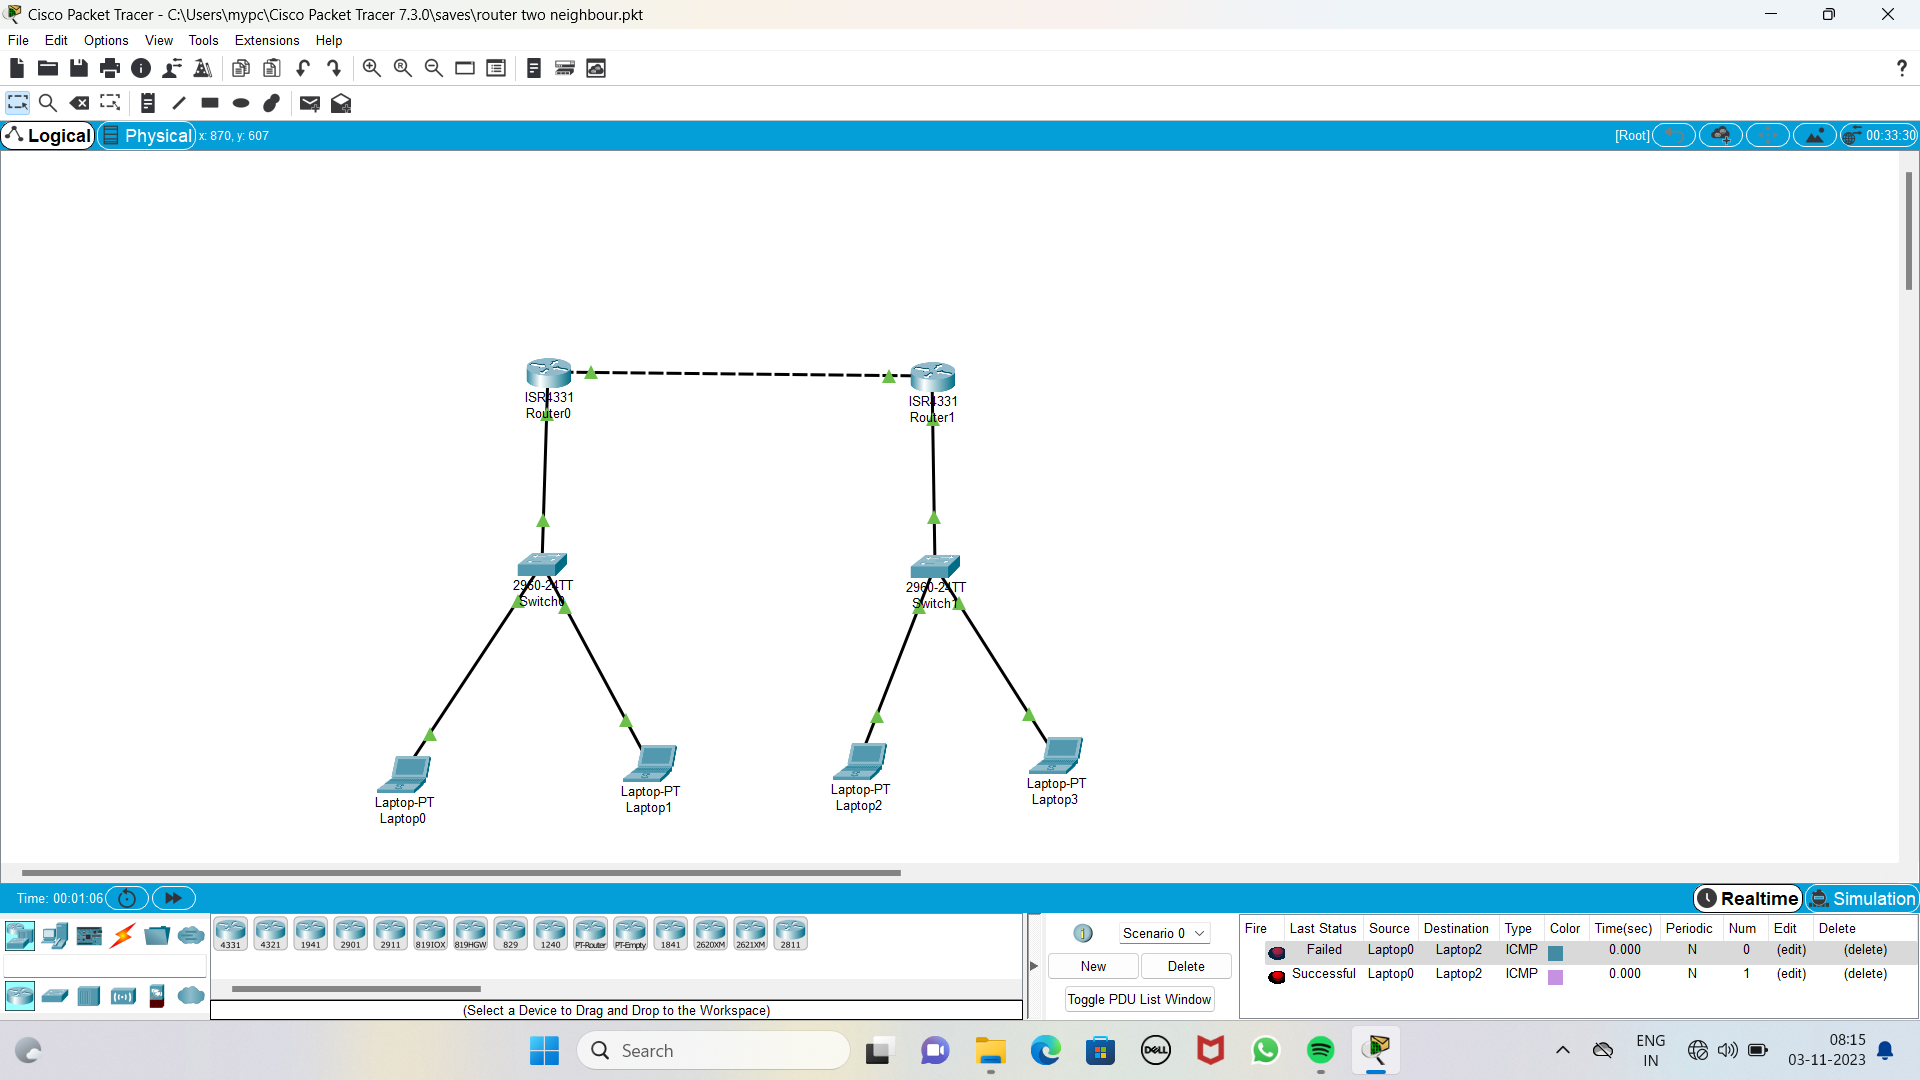 Cisco Packet Tracer - C:\Users\mypc\Cisco Packet Tracer 7.3.0\saves\router two neighbour.pkt
File Edit Options View Tools Extensions Help
?
Logical Physical x: 870, y: 607 [Root] 00:33:30
ISR4331
Router0
ISR4331
Router1
2960-24TT
Switch0
2960-24TT
Switch1
Laptop-PT
Laptop0
Laptop-PT
Laptop1
Laptop-PT
Laptop2
Laptop-PT
Laptop3
Time: 00:01:06 Realtime Simulation
4331 4321 1941 2901 2911 819IOX 819HGW 829 1240 PT-Router PT-Empty 1841 2620XM 2621XM 2811
(Select a Device to Drag and Drop to the Workspace)
Scenario 0
New Delete
Toggle PDU List Window
Fire Last Status Source Destination Type Color Time(sec) Periodic Num Edit Delete
Failed Laptop0 Laptop2 ICMP 0.000 N 0 (edit) (delete)
Successful Laptop0 Laptop2 ICMP 0.000 N 1 (edit) (delete)
Search
DELL
ENG
IN
08:15
03-11-2023